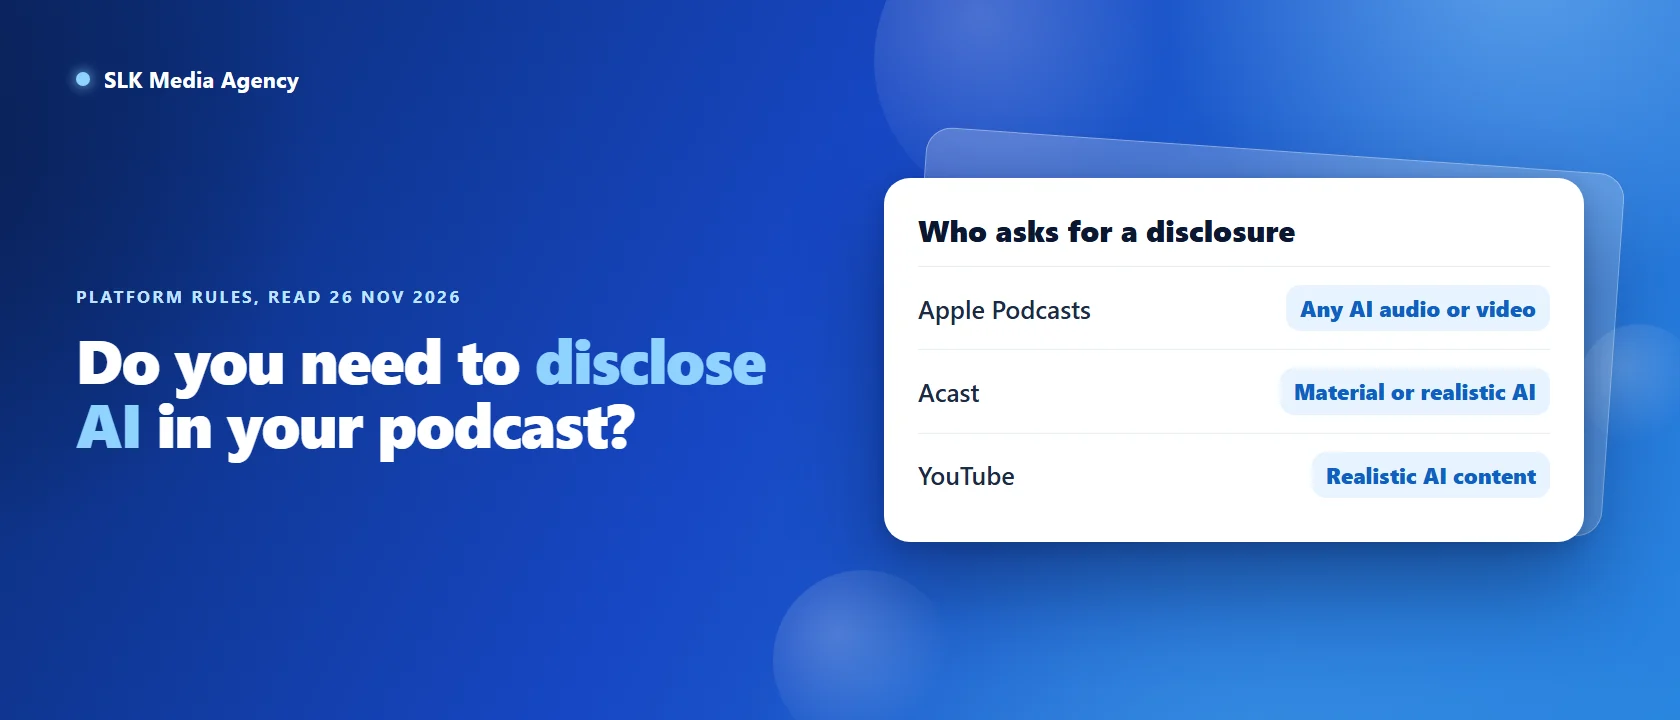 SLK Media Agency
PLATFORM RULES, READ 26 NOV 2026
Do you need to disclose
AI in your podcast?
Who asks for a disclosure
Apple Podcasts
Any AI audio or video
Acast
Material or realistic AI
YouTube
Realistic AI content